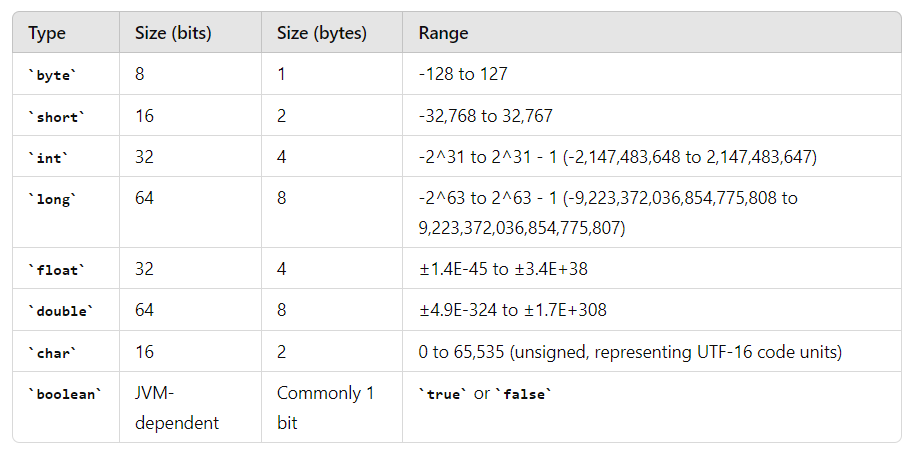 Type Size (bits) Size (bytes) Range
`byte` 8 1 -128 to 127
`short` 16 2 -32,768 to 32,767
`int` 32 4 -2^31 to 2^31 - 1 (-2,147,483,648 to 2,147,483,647)
`long` 64 8 -2^63 to 2^63 - 1 (-9,223,372,036,854,775,808 to
9,223,372,036,854,775,807)
`float` 32 4 ±1.4E-45 to ±3.4E+38
`double` 64 8 ±4.9E-324 to ±1.7E+308
`char` 16 2 0 to 65,535 (unsigned, representing UTF-16 code units)
`boolean` JVM- Commonly 1 `true` or `false`
dependent bit